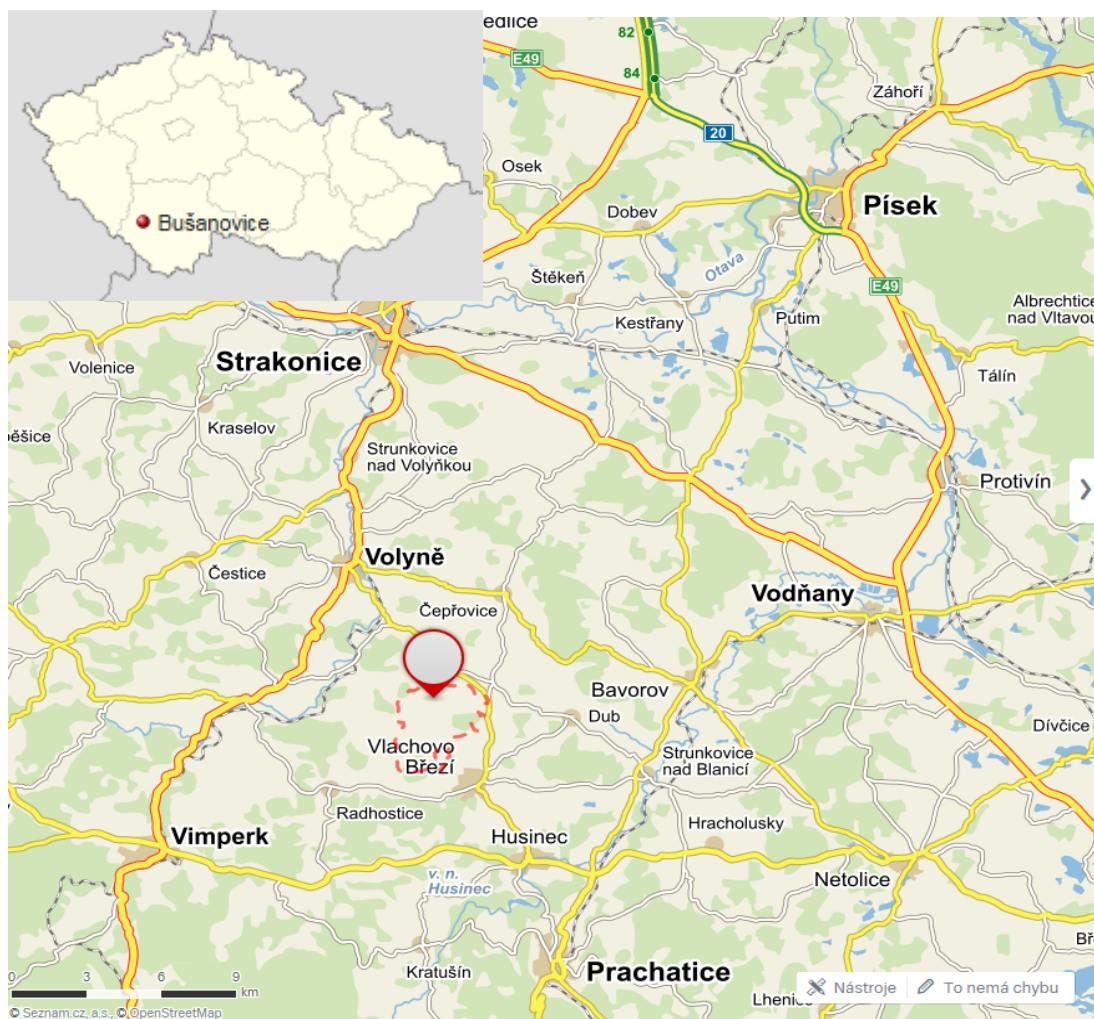 edlice
82
E49
84
Záhoří
20
Osek
Písek
Dobev
Bušanovice
Otava
Štěkeň
E49
Albrechtice
nad Vltavou
Kestřany
Putim
Strakonice
Volenice
Tálín
Kraselov
ěšice
Strunkovice
nad Volyňkou
Protivín
❯
Volyně
Čestice
Vodňany
Čepřovice
Bavorov
Dub
Dívčice
Vlachovo
Březí
Strunkovice
nad Blanicí
Radhostice
Vimperk
Husinec
Hracholusky
v. n.
Husinec
Netolice
Bř
Kratušín
Prachatice
0 3 6 9
km
Nástroje
To nemá chybu
Lhenic
© Seznam.cz, a.s., © OpenStreetMap